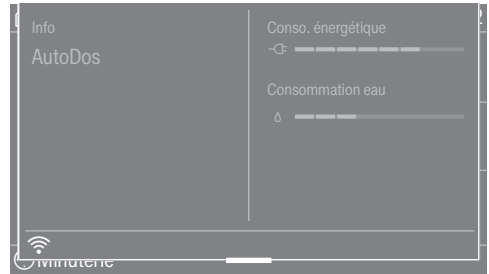 Info
AutoDos
Conso. énergétique
Consommation eau
Minuterie